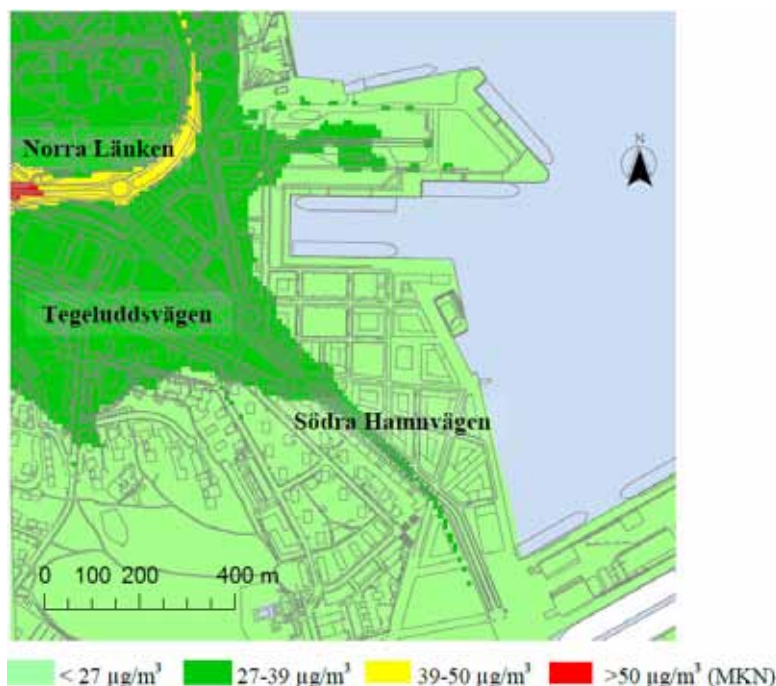 Norra Länken
N
Tegeluddsvägen
Södra Hamnvägen
0 100 200 400 m
< 27 µg/m³ 27-39 µg/m³ 39-50 µg/m³ >50 µg/m³ (MKN)